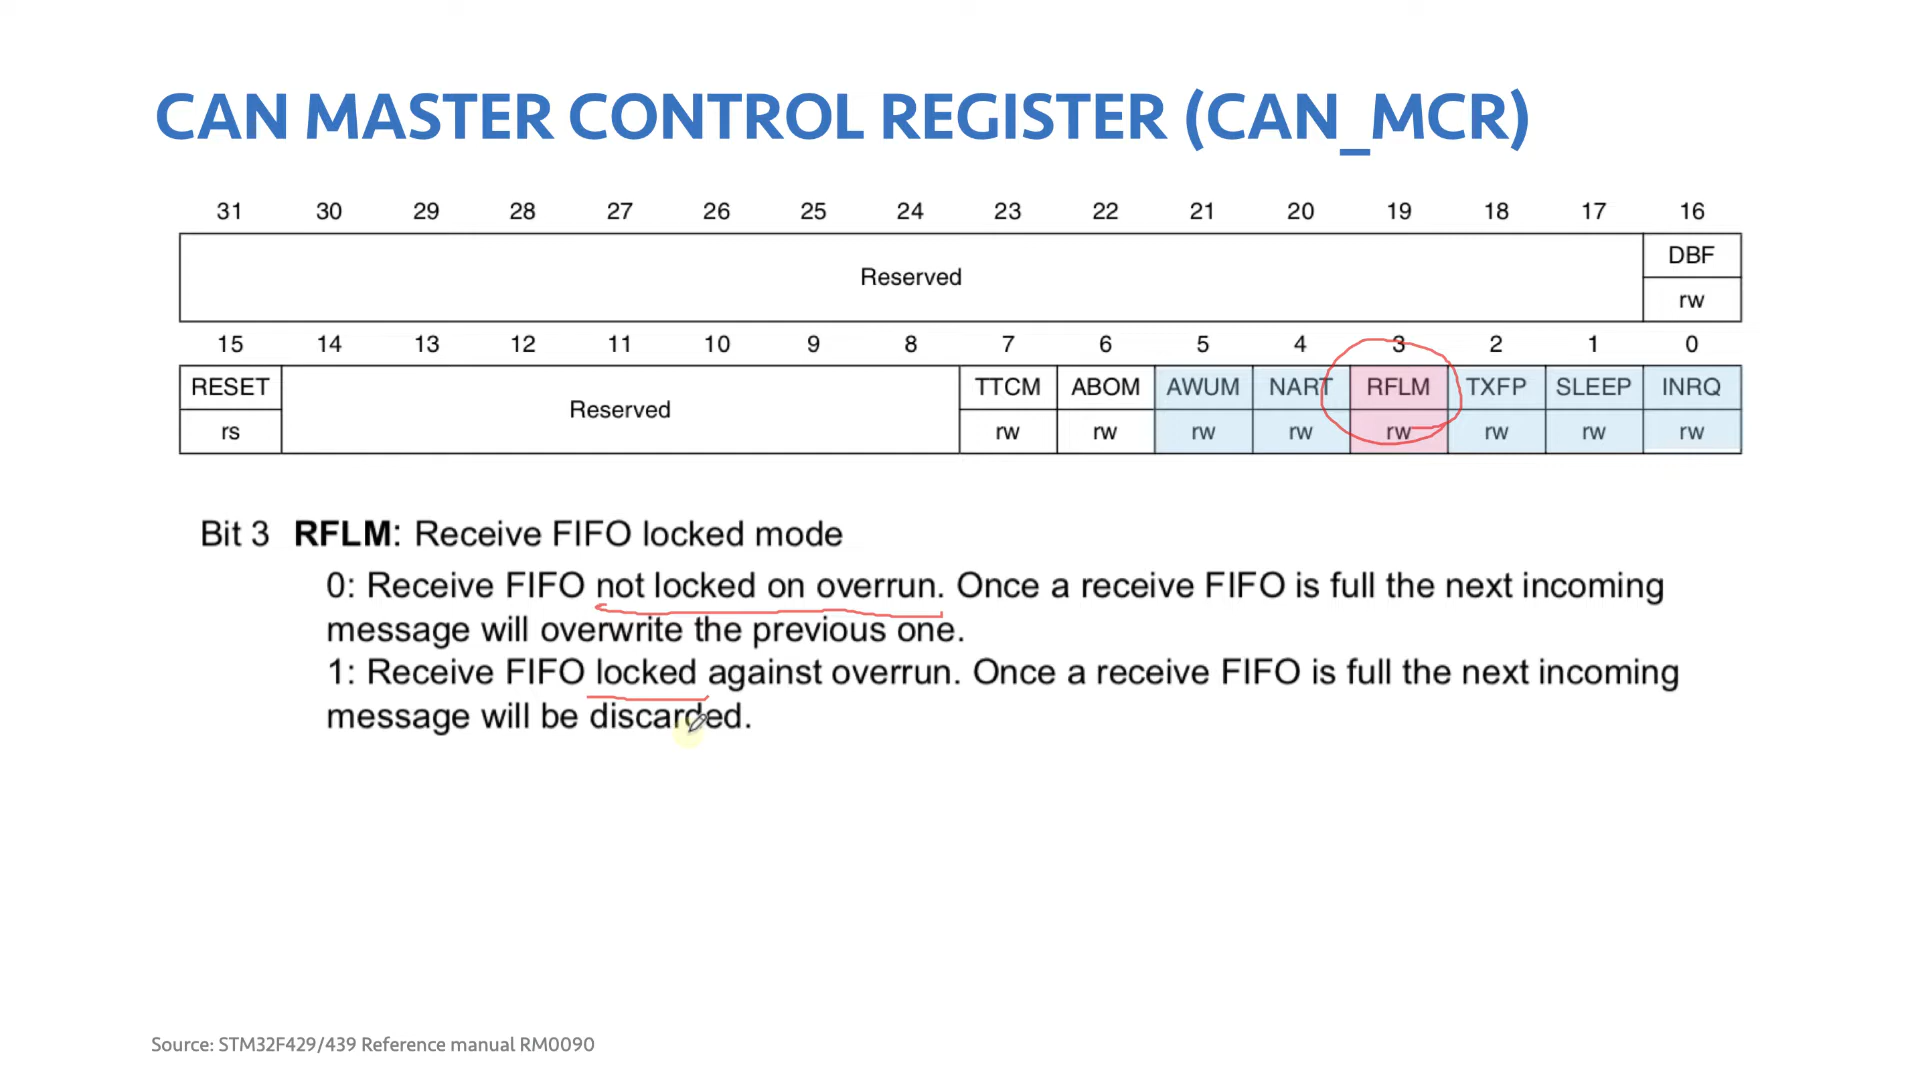 CAN MASTER CONTROL REGISTER (CAN_MCR)
31 30 29 28 27 26 25 24 23 22 21 20 19 18 17 16
Reserved DBF
rw
15 14 13 12 11 10 9 8 7 6 5 4 3 2 1 0
RESET Reserved TTCM ABOM AWUM NART RFLM TXFP SLEEP INRQ
rs rw rw rw rw rw rw rw rw
Bit 3 RFLM: Receive FIFO locked mode
0: Receive FIFO not locked on overrun. Once a receive FIFO is full the next incoming
message will overwrite the previous one.
1: Receive FIFO locked against overrun. Once a receive FIFO is full the next incoming
message will be discarded.
Source: STM32F429/439 Reference manual RM0090